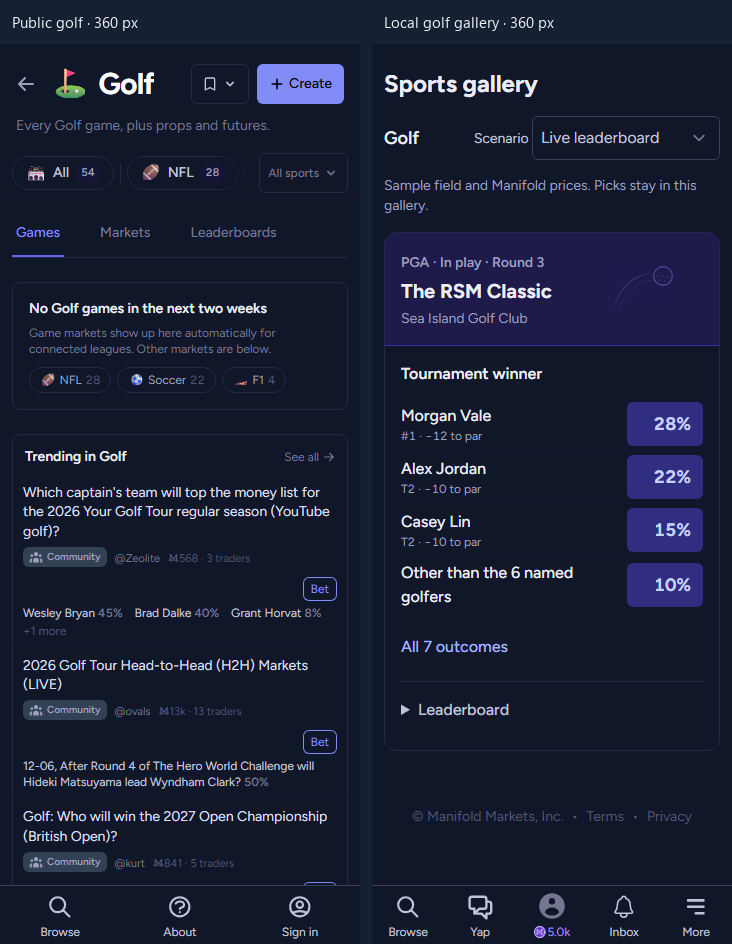 Public golf · 360 px
Golf
+ Create
Every Golf game, plus props and futures.
All 54
NFL 28
All sports
Games
Markets
Leaderboards
No Golf games in the next two weeks
Game markets show up here automatically for
connected leagues. Other markets are below.
NFL 28
Soccer 22
F1 4
Trending in Golf
See all →
Which captain's team will top the money list for
the 2026 Your Golf Tour regular season (YouTube
golf)?
Community @Zeolite M568 · 3 traders
Bet
Wesley Bryan 45% Brad Dalke 40% Grant Horvat 8%
+1 more
2026 Golf Tour Head-to-Head (H2H) Markets
(LIVE)
Community @ovals M13k · 13 traders
Bet
12-06, After Round 4 of The Hero World Challenge will
Hideki Matsuyama lead Wyndham Clark? 50%
Golf: Who will win the 2027 Open Championship
(British Open)?
Community @kurt M841 · 5 traders
Browse
About
Sign in
Local golf gallery · 360 px
Sports gallery
Golf
Scenario
Live leaderboard
Sample field and Manifold prices. Picks stay in this
gallery.
PGA · In play · Round 3
The RSM Classic
Sea Island Golf Club
Tournament winner
Morgan Vale
#1 · −12 to par
28%
Alex Jordan
T2 · −10 to par
22%
Casey Lin
T2 · −10 to par
15%
Other than the 6 named
golfers
10%
All 7 outcomes
Leaderboard
© Manifold Markets, Inc. • Terms • Privacy
Browse
Yap
M 5.0k
Inbox
More